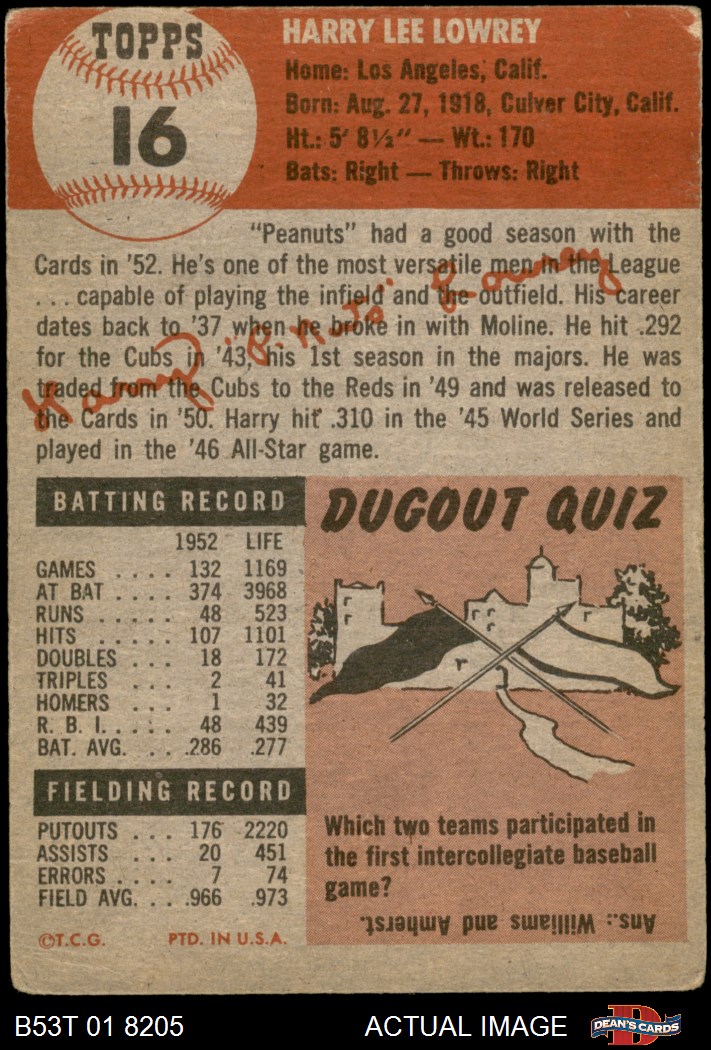 TOPPS
16
HARRY LEE LOWREY
Home: Los Angeles, Calif.
Born: Aug. 27, 1918, Culver City, Calif.
Ht.: 5' 8½" — Wt.: 170
Bats: Right — Throws: Right
"Peanuts" had a good season with the
Cards in '52. He's one of the most versatile men in the League
... capable of playing the infield and the outfield. His career
dates back to '37 when he broke in with Moline. He hit .292
for the Cubs in '43, his 1st season in the majors. He was
traded from the Cubs to the Reds in '49 and was released to
the Cards in '50. Harry hit .310 in the '45 World Series and
played in the '46 All-Star game.
Harry "P.Nuts" Lowrey
BATTING RECORD
1952 LIFE
GAMES .... 132 1169
AT BAT .... 374 3968
RUNS ..... 48 523
HITS ..... 107 1101
DOUBLES ... 18 172
TRIPLES ... 2 41
HOMERS ... 1 32
R. B. I. .... 48 439
BAT. AVG. ... .286 .277
FIELDING RECORD
PUTOUTS ... 176 2220
ASSISTS ... 20 451
ERRORS .... 7 74
FIELD AVG. ... .966 .973
©T.C.G. PTD. IN U.S.A.
DUGOUT QUIZ
Which two teams participated in
the first intercollegiate baseball
game?
Ans.: Williams and Amherst.
B53T 01 8205 ACTUAL IMAGE
D
DEAN'S CARDS